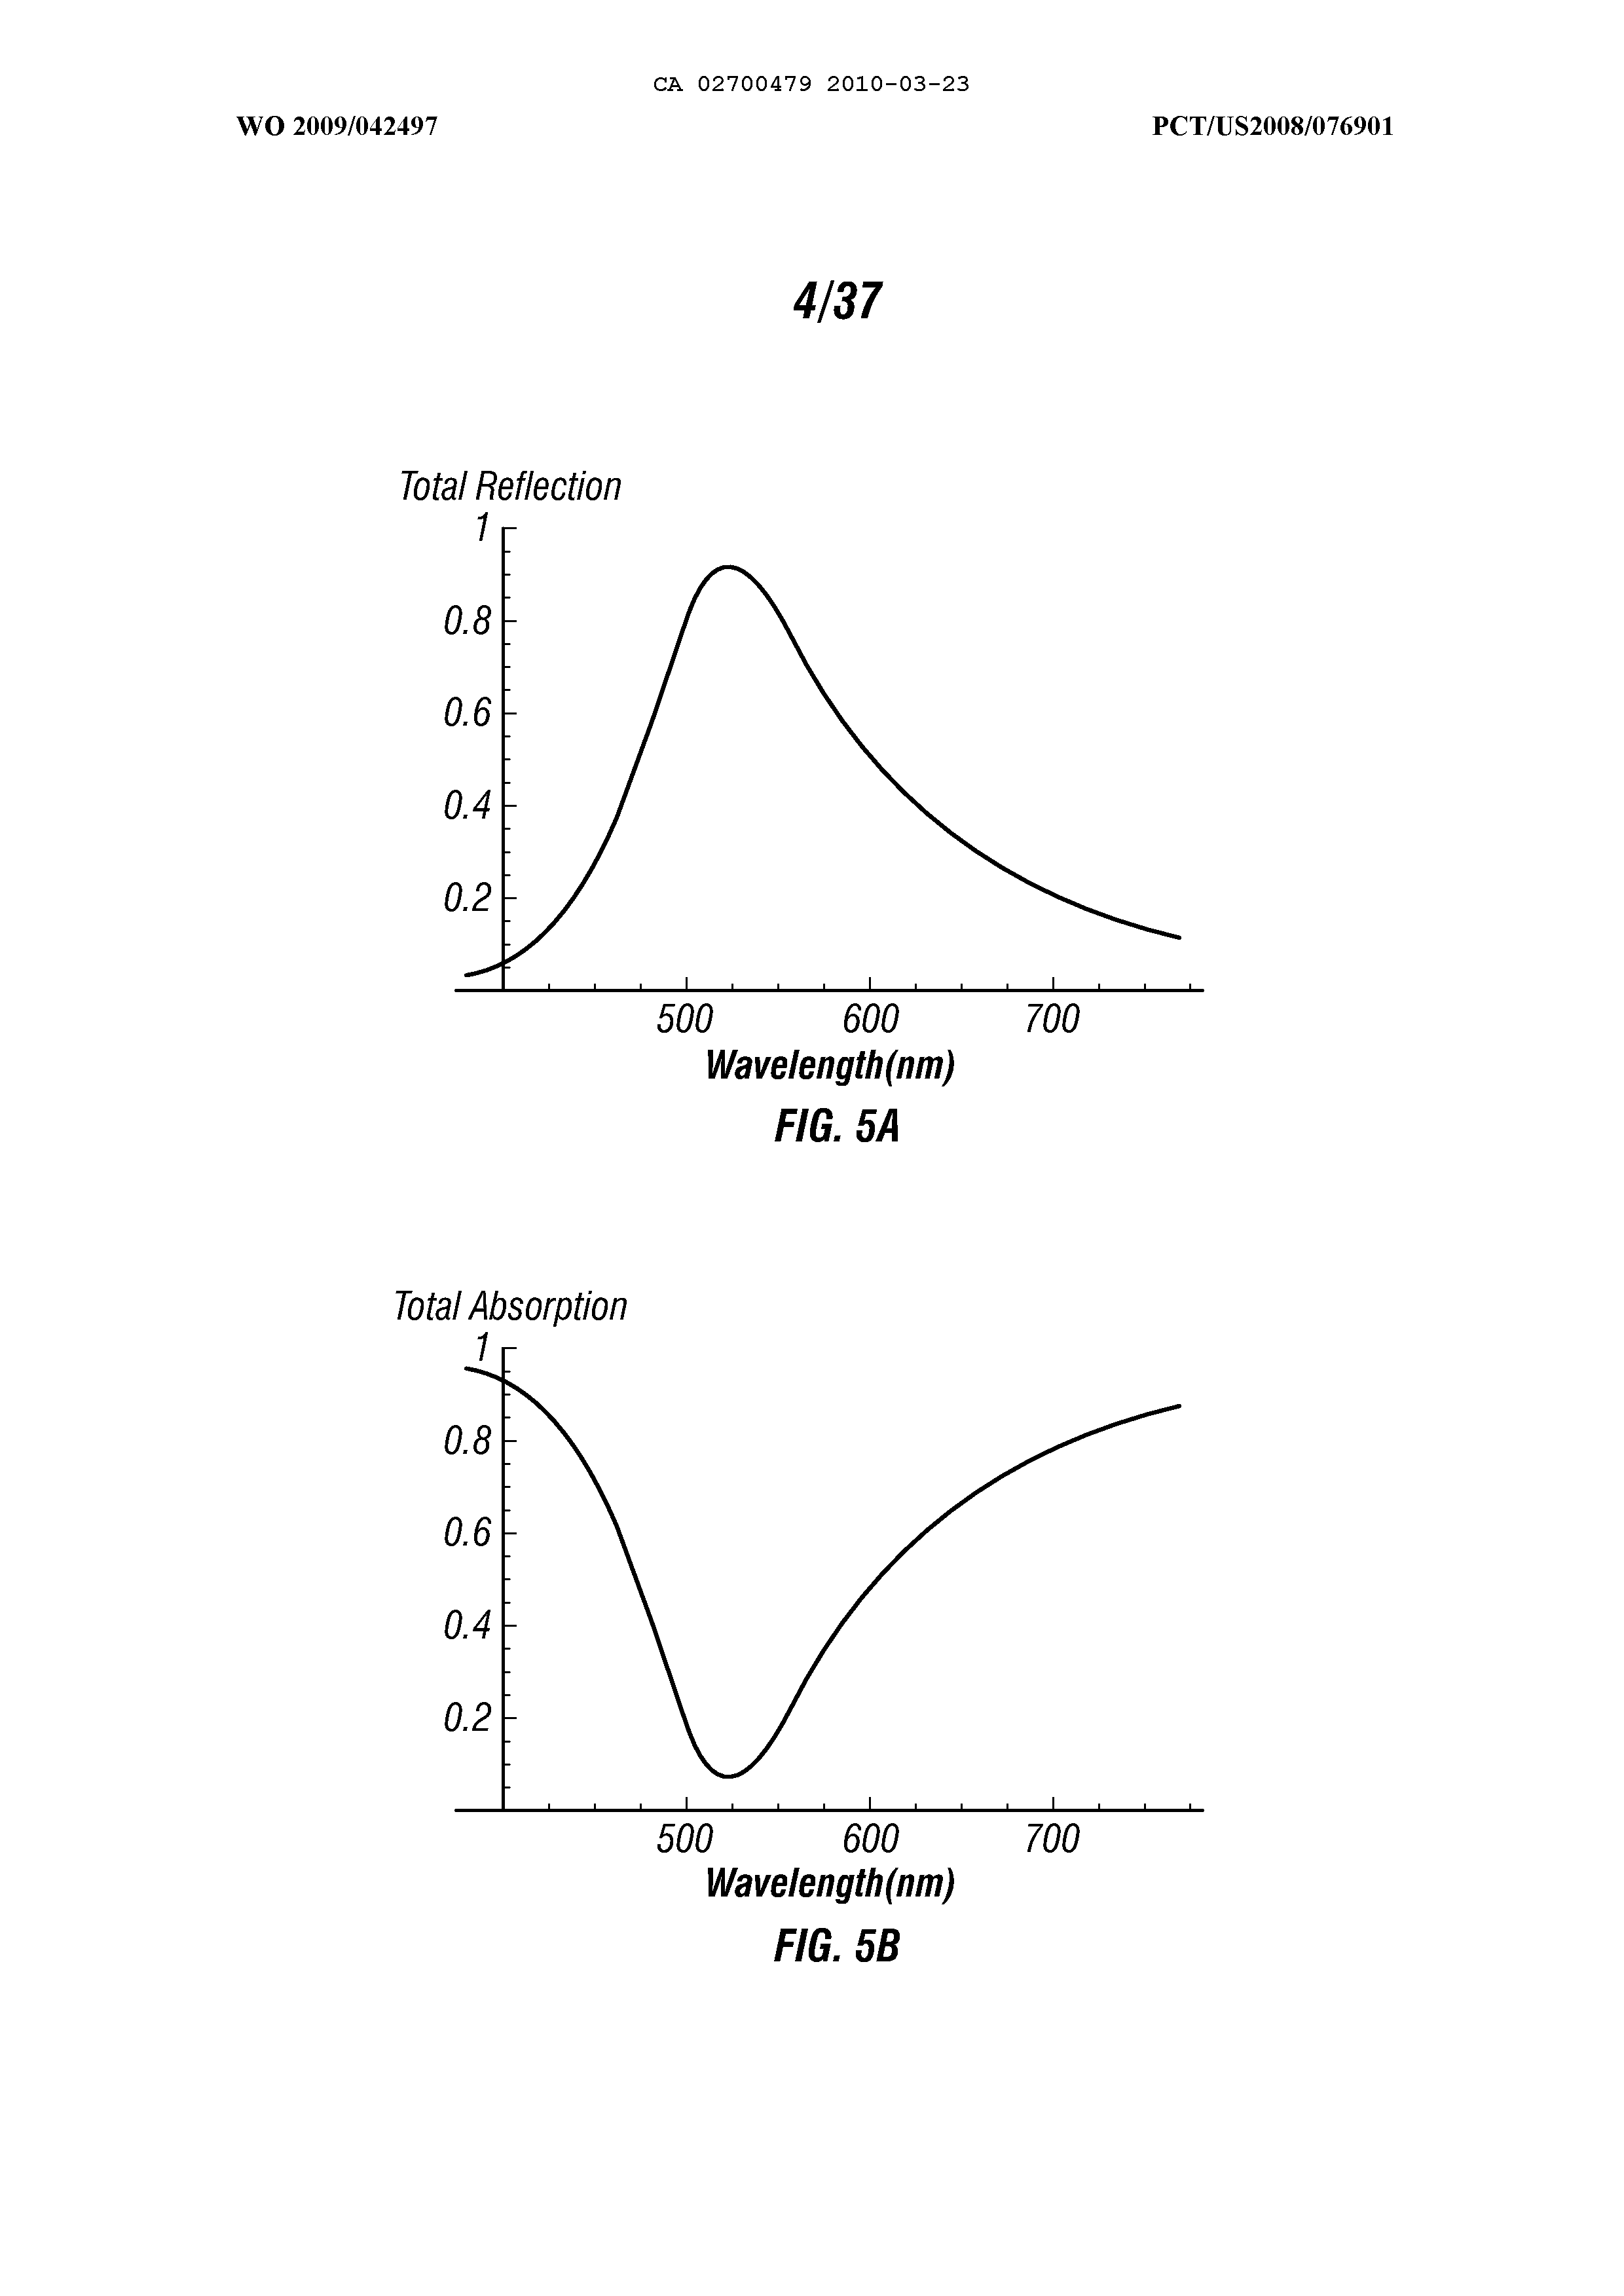 CA 02700479 2010-03-23
WO 2009/042497 PCT/US2008/076901
4/37
Total Reflection
1
0.8
0.6
0.4
0.2
500 600 700
Wavelength(nm)
FIG. 5A
Total Absorption
1
0.8
0.6
0.4
0.2
500 600 700
Wavelength(nm)
FIG. 5B